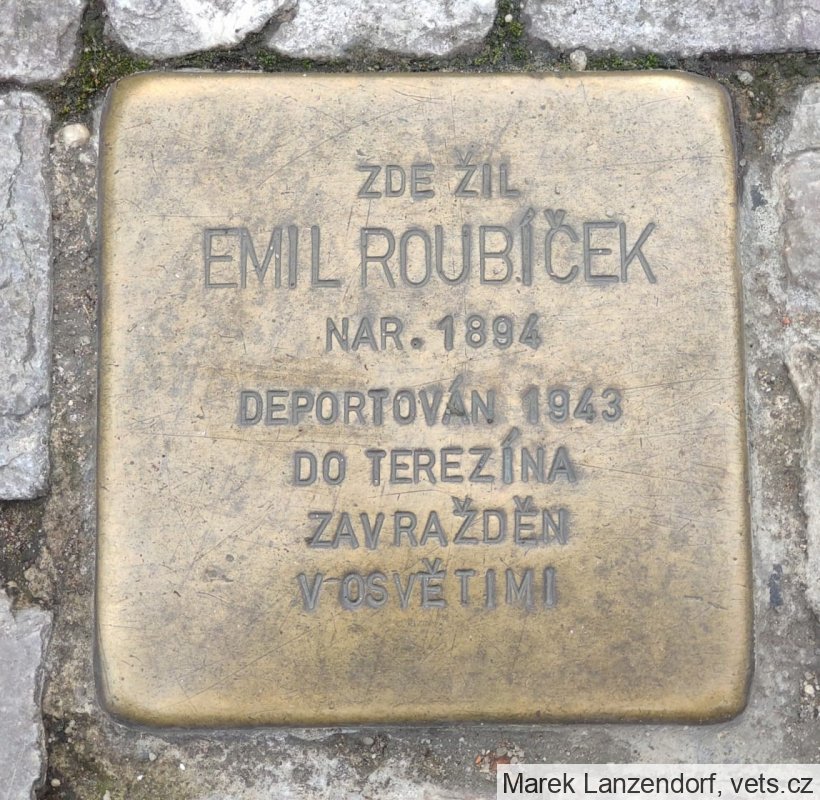 ZDE ŽIL
EMIL ROUBÍČEK
NAR. 1894
DEPORTOVÁN 1943
DO TEREZÍNA
ZAVRAŽDĚN
V OSVĚTIMI
Marek Lanzendorf, vets.cz